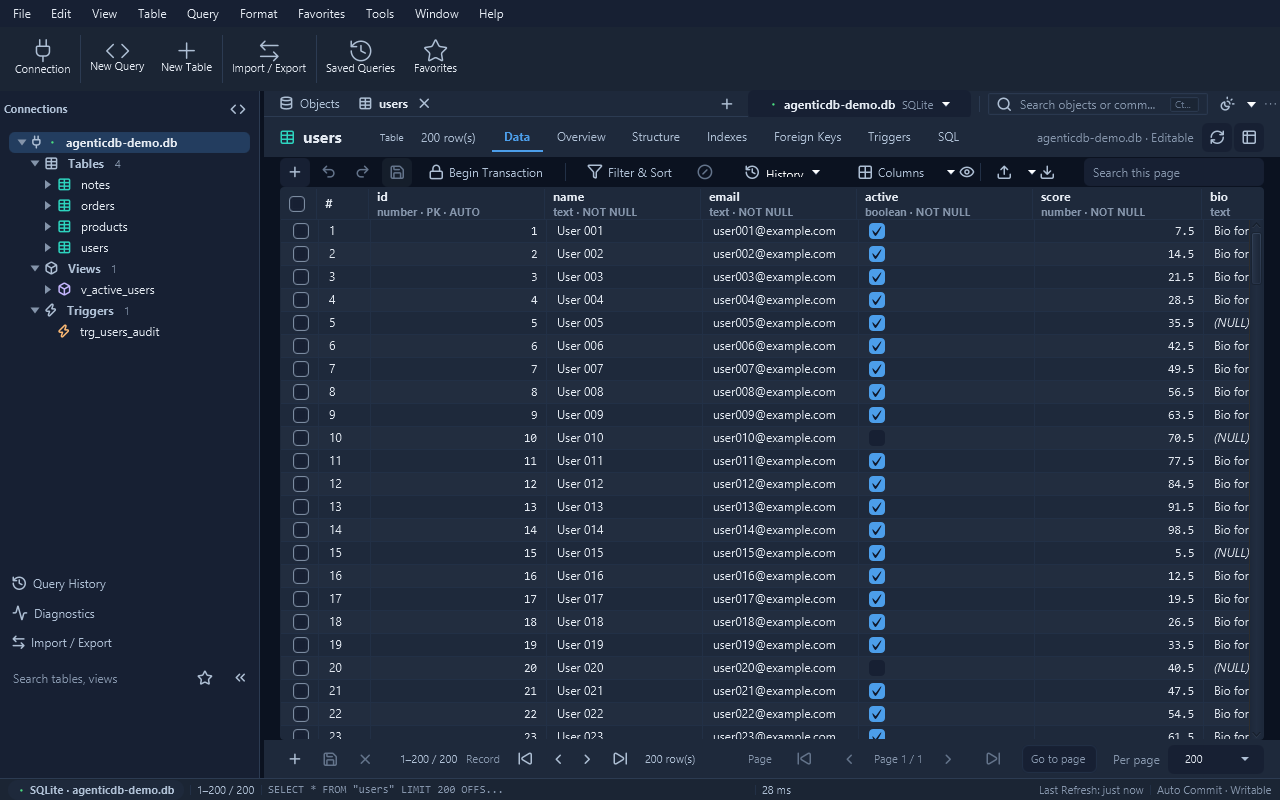 File Edit View Table Query Format Favorites Tools Window Help
Connection New Query New Table Import / Export Saved Queries Favorites
Connections
agenticdb-demo.db
Tables 4
notes
orders
products
users
Views 1
v_active_users
Triggers 1
trg_users_audit
Query History
Diagnostics
Import / Export
Search tables, views
Objects users agenticdb-demo.db SQLite Search objects or comm... Ct...
users Table 200 row(s) Data Overview Structure Indexes Foreign Keys Triggers SQL agenticdb-demo.db · Editable
Begin Transaction Filter & Sort History Columns Search this page
# id name email active score bio
number · PK · AUTO text · NOT NULL text · NOT NULL boolean · NOT NULL number · NOT NULL text
1 1 User 001 user001@example.com 7.5 Bio for
2 2 User 002 user002@example.com 14.5 Bio for
3 3 User 003 user003@example.com 21.5 Bio for
4 4 User 004 user004@example.com 28.5 Bio for
5 5 User 005 user005@example.com 35.5 (NULL)
6 6 User 006 user006@example.com 42.5 Bio for
7 7 User 007 user007@example.com 49.5 Bio for
8 8 User 008 user008@example.com 56.5 Bio for
9 9 User 009 user009@example.com 63.5 Bio for
10 10 User 010 user010@example.com 70.5 (NULL)
11 11 User 011 user011@example.com 77.5 Bio for
12 12 User 012 user012@example.com 84.5 Bio for
13 13 User 013 user013@example.com 91.5 Bio for
14 14 User 014 user014@example.com 98.5 Bio for
15 15 User 015 user015@example.com 5.5 (NULL)
16 16 User 016 user016@example.com 12.5 Bio for
17 17 User 017 user017@example.com 19.5 Bio for
18 18 User 018 user018@example.com 26.5 Bio for
19 19 User 019 user019@example.com 33.5 Bio for
20 20 User 020 user020@example.com 40.5 (NULL)
21 21 User 021 user021@example.com 47.5 Bio for
22 22 User 022 user022@example.com 54.5 Bio for
23 23 User 023 user023@example.com 61.5 Bio for
1–200 / 200 Record 200 row(s) Page Page 1 / 1 Go to page Per page 200
SQLite · agenticdb-demo.db 1–200 / 200 SELECT * FROM "users" LIMIT 200 OFFS... 28 ms Last Refresh: just now Auto Commit · Writable